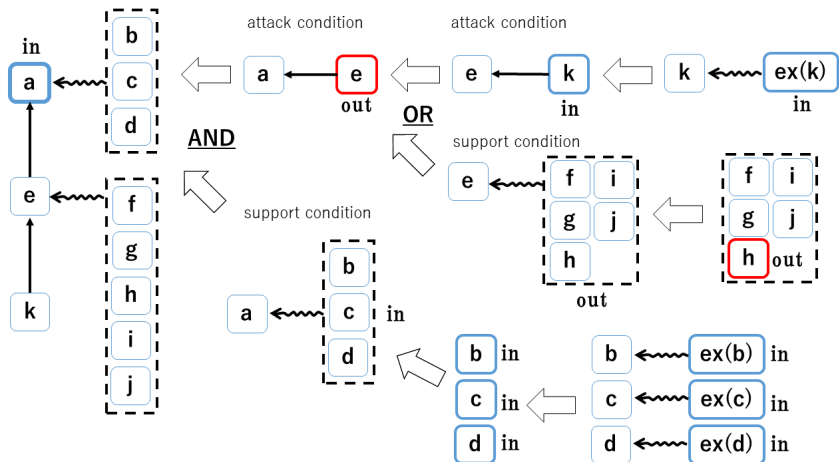 in
a
e
k
b
c
d
f
g
h
i
j
attack condition
a
e
out
AND
attack condition
e
k
in
k
ex(k)
in
OR
support condition
e
f i
g j
h
out
f i
g j
h out
support condition
a
b
c
d
in
b in
c in
d in
b ex(b) in
c ex(c) in
d ex(d) in